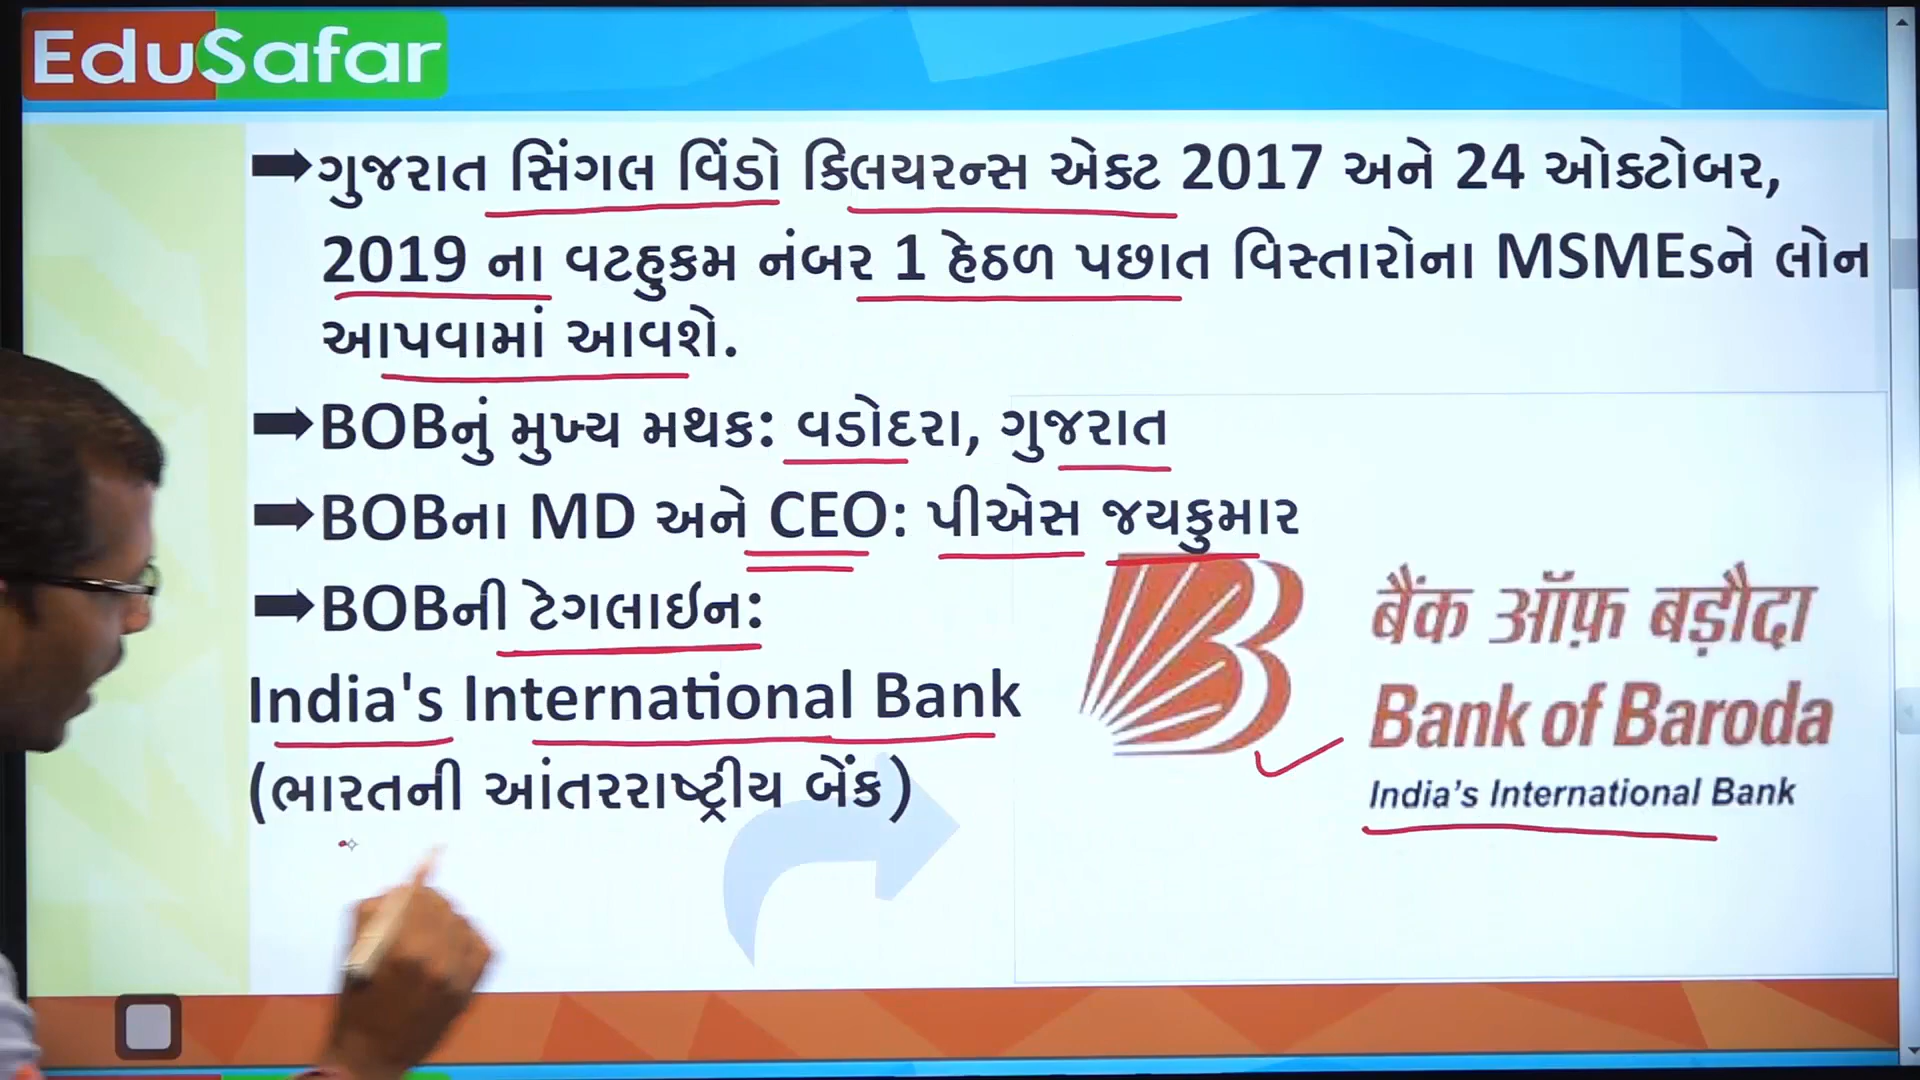 EduSafar
➡ગુજરાત સિંગલ વિંડો ક્લિયરન્સ એક્ટ 2017 અને 24 ઓક્ટોબર,
2019 ના વટહુકમ નંબર 1 હેઠળ પછાત વિસ્તારોના MSMEsને લોન
આપવામાં આવશે.
➡BOBનું મુખ્ય મથક: વડોદરા, ગુજરાત
➡BOBના MD અને CEO: પીએસ જયકુમાર
➡BOBની ટેગલાઇન:
India's International Bank
(ભારતની આંતરરાષ્ટ્રીય બેંક)
बैंक ऑफ़ बड़ौदा
Bank of Baroda
India's International Bank